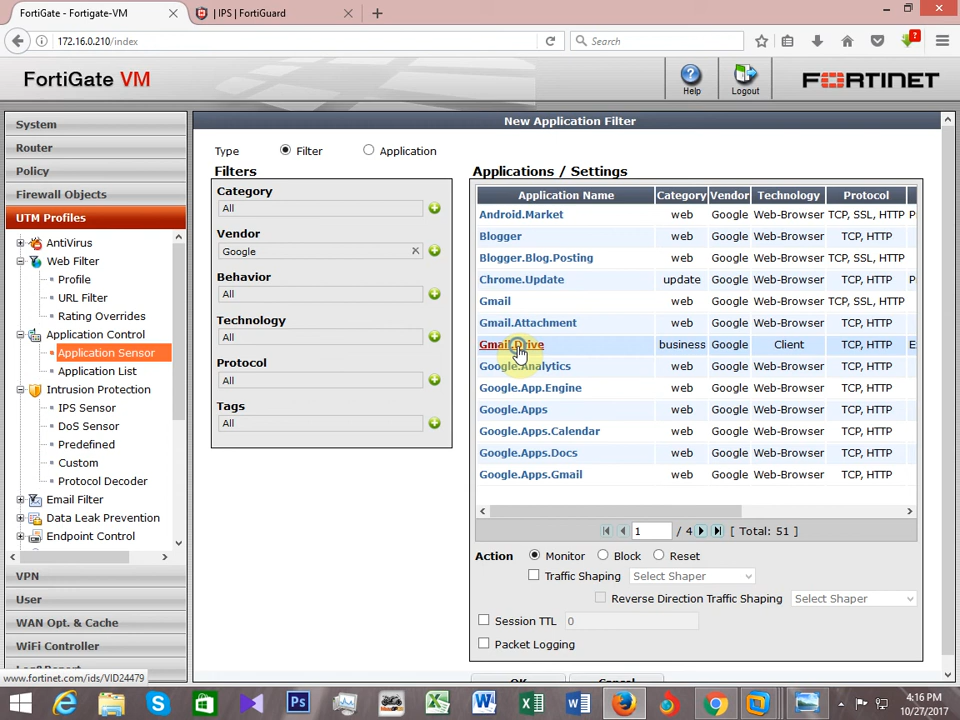 FortiGate - Fortigate-VM
| IPS | FortiGuard
172.16.0.210/index
Search
FortiGate VM
Help
Logout
FORTINET
System
Router
Policy
Firewall Objects
UTM Profiles
AntiVirus
Web Filter
Profile
URL Filter
Rating Overrides
Application Control
Application Sensor
Application List
Intrusion Protection
IPS Sensor
DoS Sensor
Predefined
Custom
Protocol Decoder
Email Filter
Data Leak Prevention
Endpoint Control
VPN
User
WAN Opt. & Cache
WiFi Controller
Log&Report
New Application Filter
Type Filter Application
Filters
Category
All
Vendor
Google
Behavior
All
Technology
All
Protocol
All
Tags
All
Applications / Settings
Application Name Category Vendor Technology Protocol
Android.Market web Google Web-Browser TCP, SSL, HTTP P
Blogger web Google Web-Browser TCP, HTTP
Blogger.Blog.Posting web Google Web-Browser TCP, HTTP
Chrome.Update update Google Web-Browser TCP, HTTP P
Gmail web Google Web-Browser TCP, SSL, HTTP
Gmail.Attachment web Google Web-Browser TCP, HTTP
Gmail.Drive business Google Client TCP, HTTP E
Google.Analytics web Google Web-Browser TCP, HTTP
Google.App.Engine web Google Web-Browser TCP, HTTP
Google.Apps web Google Web-Browser TCP, HTTP
Google.Apps.Calendar web Google Web-Browser TCP, HTTP
Google.Apps.Docs web Google Web-Browser TCP, HTTP
Google.Apps.Gmail web Google Web-Browser TCP, HTTP
1 / 4 [ Total: 51 ]
Action Monitor Block Reset
Traffic Shaping Select Shaper
Reverse Direction Traffic Shaping Select Shaper
Session TTL 0
Packet Logging
OK Cancel
www.fortinet.com/ids/VID24479
4:16 PM
10/27/2017